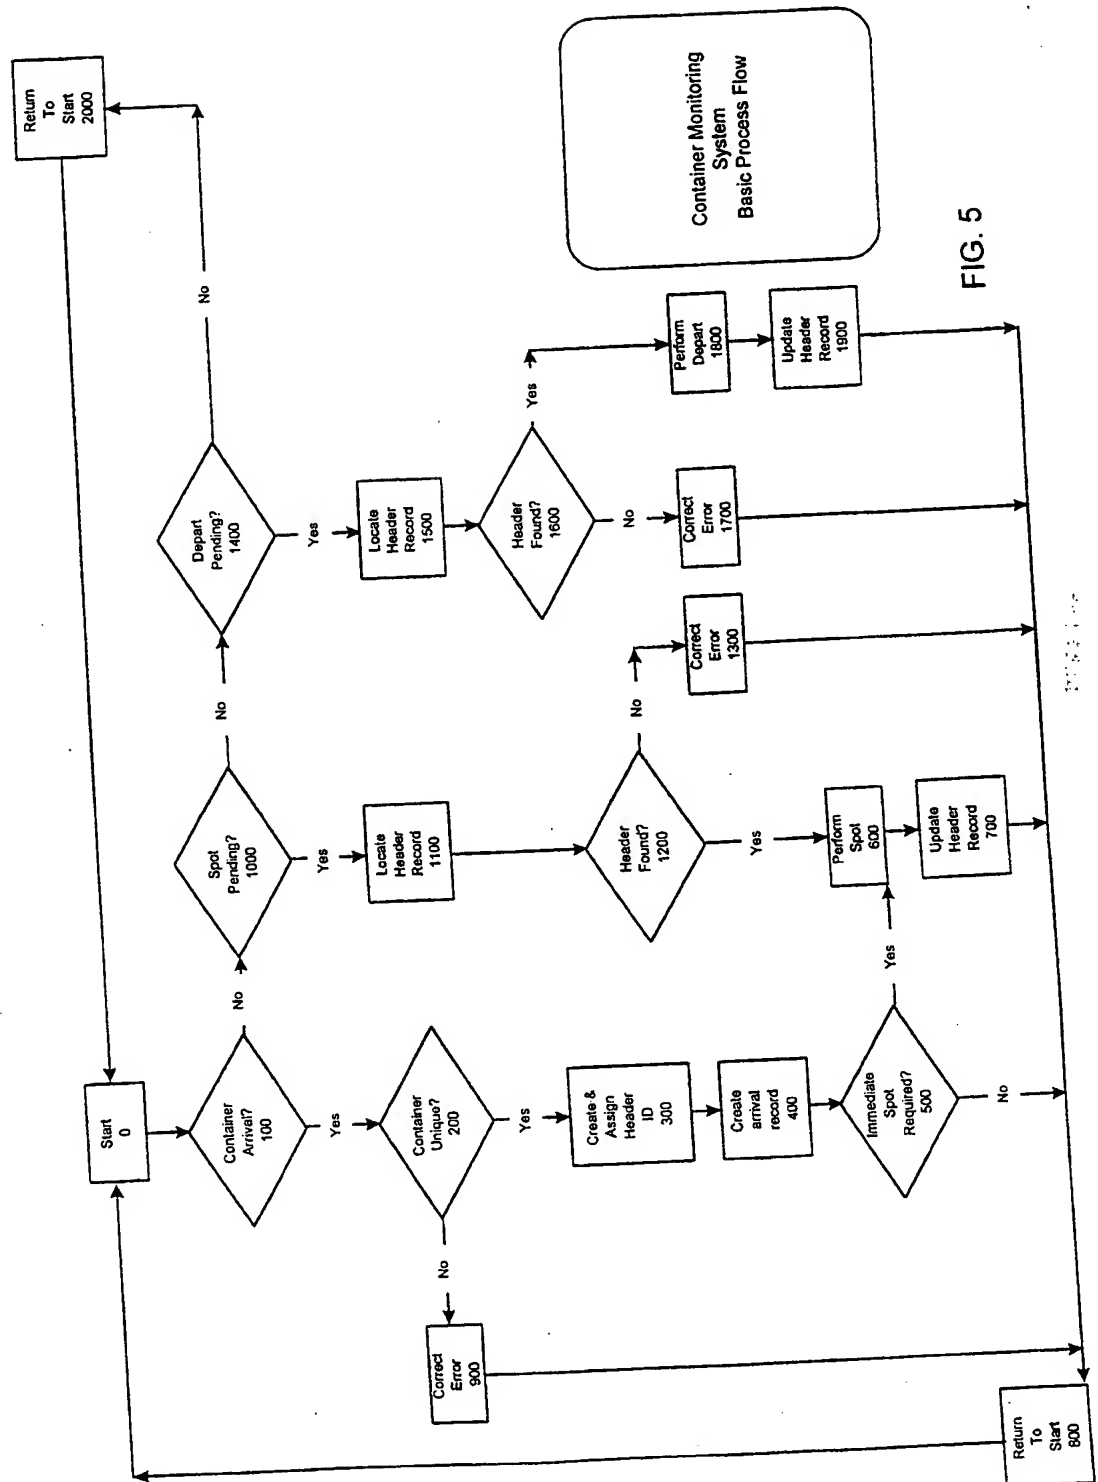 Return
To
Start
2000
No
Start
0
Container
Arrival?
100
No
Spot
Pending?
1000
No
Depart
Pending?
1400
Yes
Yes
Yes
Container
Unique?
200
Locate
Header
Record
1100
Locate
Header
Record
1500
No
Correct
Error
900
Yes
Header
Found?
1600
Yes
No
Create &
Assign
Header
ID
300
Header
Found?
1200
No
Correct
Error
1300
Correct
Error
1700
Perform
Depart
1800
Create
arrival
record
400
Yes
Update
Header
Record
1900
Immediate
Spot
Required?
500
Yes
Perform
Spot
600
No
Update
Header
Record
700
Return
To
Start
800
Container Monitoring
System
Basic Process Flow
FIG. 5